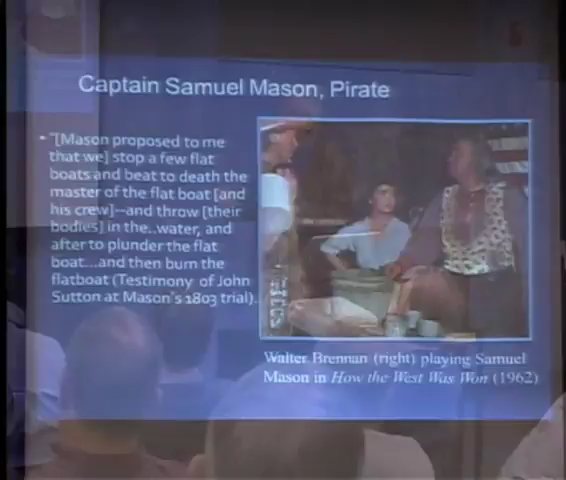 Captain Samuel Mason, Pirate
• "[Mason proposed to me
that we] stop a few flat
boats and beat to death the
master of the flat boat [and
his crew]--and throw [their
bodies] in the..water, and
after to plunder the flat
boat...and then burn the
flatboat (Testimony of John
Sutton at Mason's 1803 trial).
Walter Brennan (right) playing Samuel
Mason in How the West Was Won (1962)